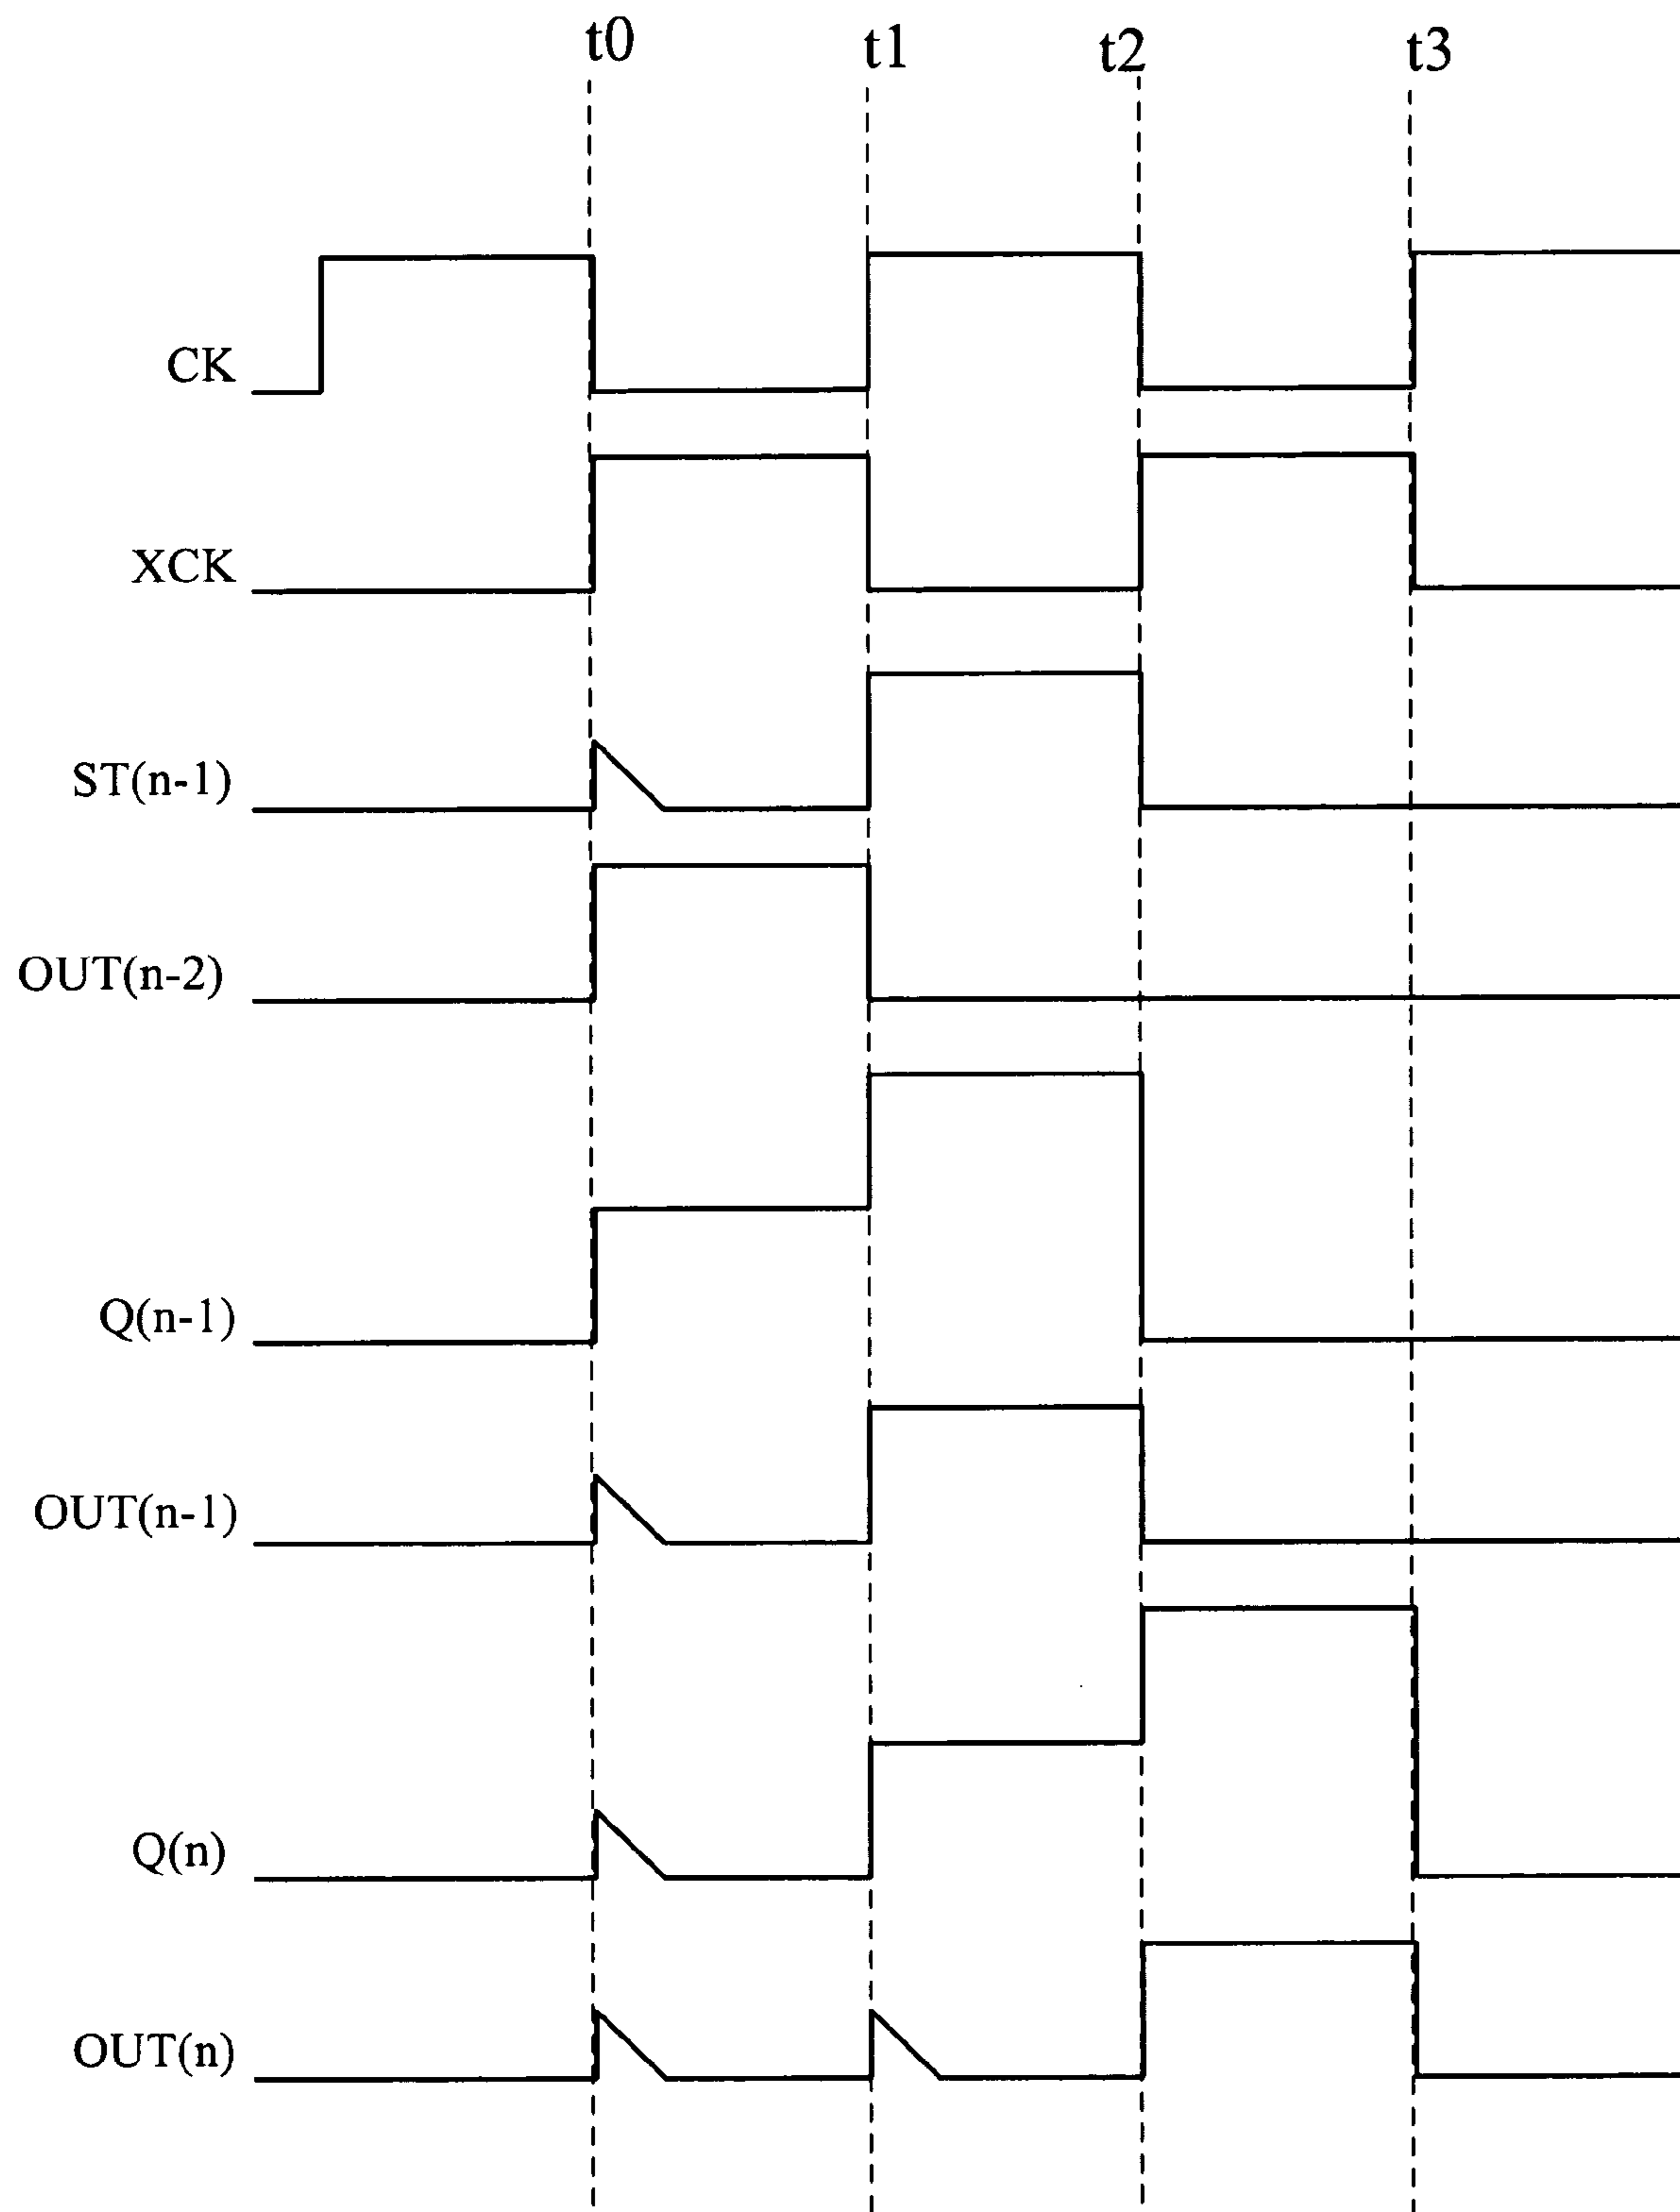 t0 t1 t2 t3
CK
XCK
ST(n-1)
OUT(n-2)
Q(n-1)
OUT(n-1)
Q(n)
OUT(n)